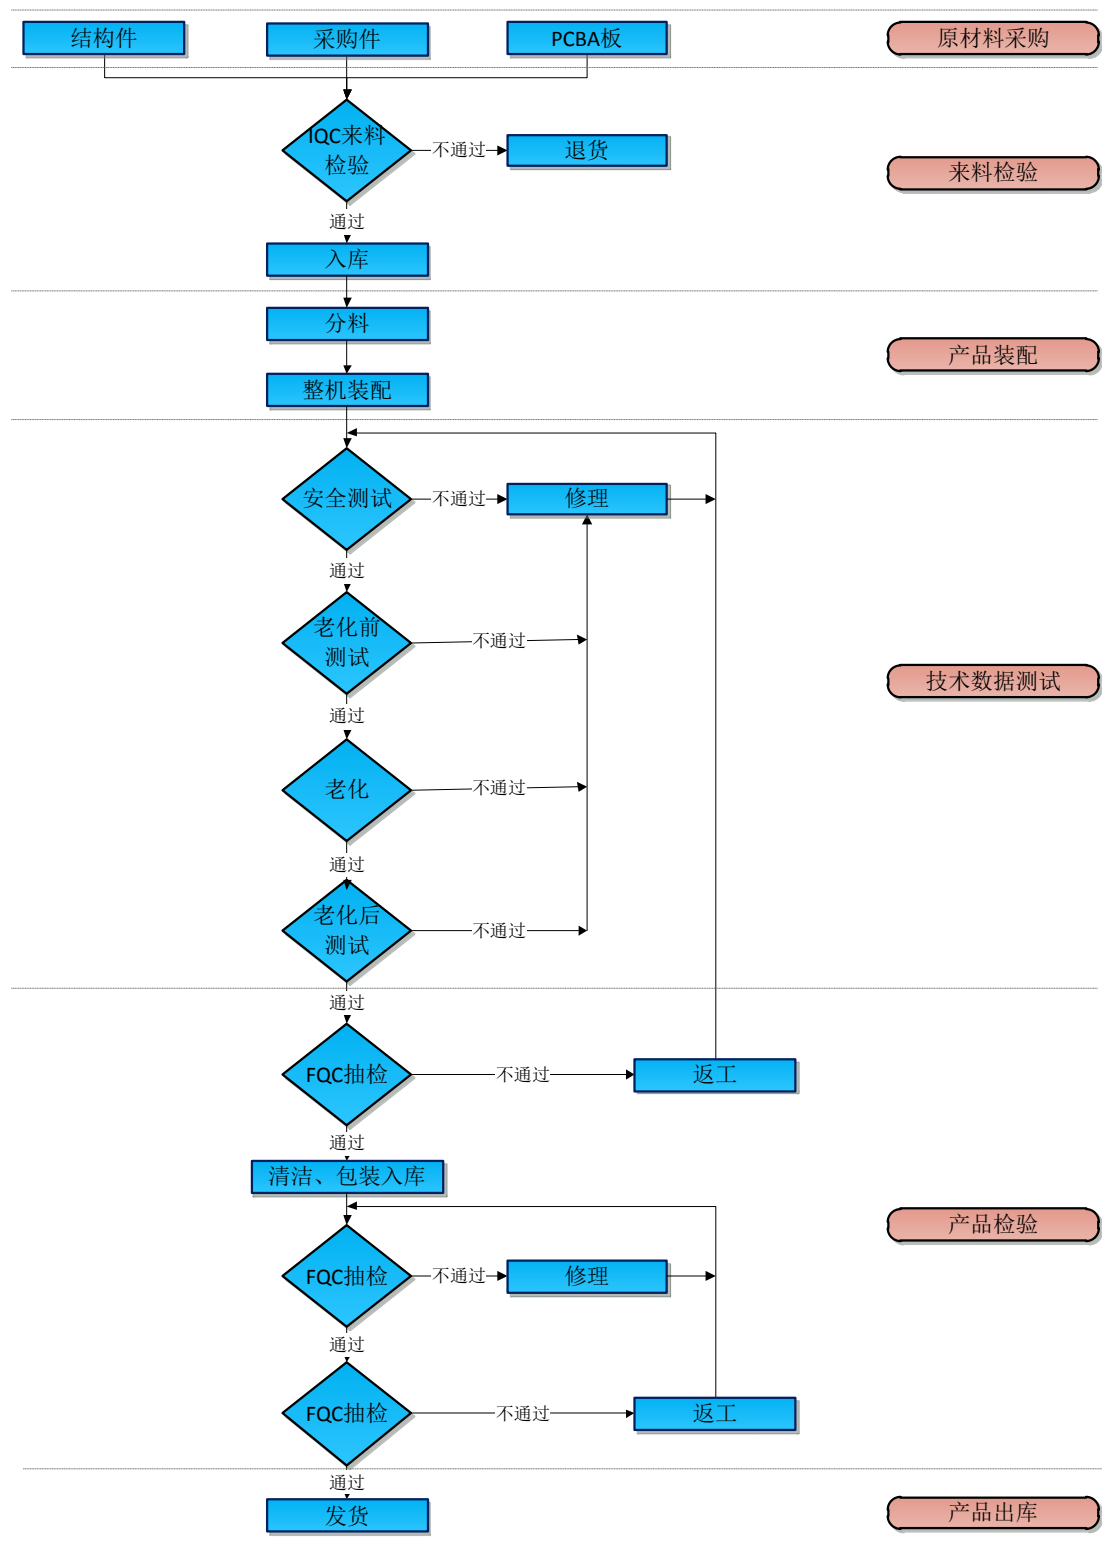 结构件
采购件
PCBA板
原材料采购
IQC来料
检验
不通过
退货
来料检验
通过
入库
分料
产品装配
整机装配
安全测试
不通过
修理
通过
老化前
测试
不通过
技术数据测试
通过
老化
不通过
通过
老化后
测试
不通过
通过
FQC抽检
不通过
返工
通过
清洁、包装入库
产品检验
FQC抽检
不通过
修理
通过
FQC抽检
不通过
返工
通过
发货
产品出库